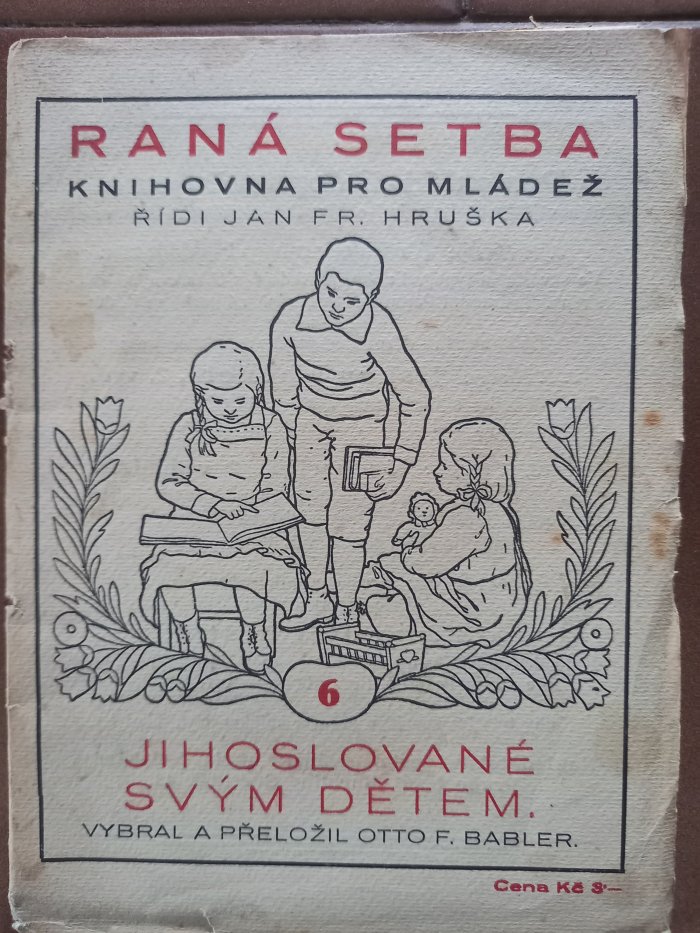 RANÁ SETBA
KNIHOVNA PRO MLÁDEŽ
ŘÍDI JAN FR. HRUŠKA
6
JIHOSLOVANÉ
SVÝM DĚTEM.
VYBRAL A PŘELOŽIL OTTO F. BABLER.
Cena Kč 3·—